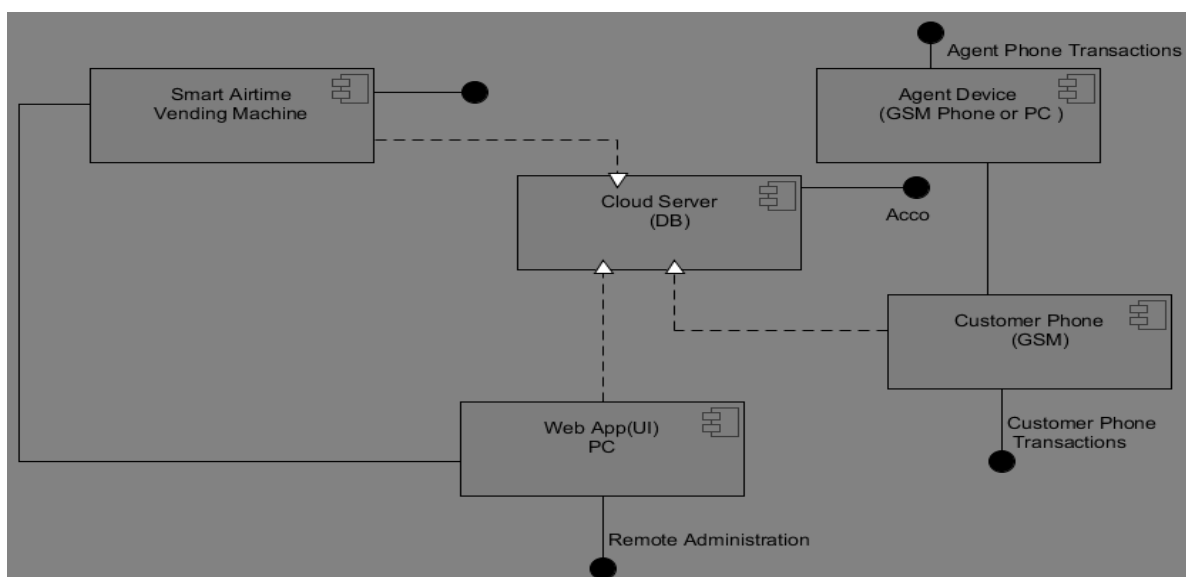 Agent Phone Transactions
Smart Airtime
Vending Machine
Agent Device
(GSM Phone or PC )
Cloud Server
(DB)
Acco
Customer Phone
(GSM)
Web App(UI)
PC
Customer Phone
Transactions
Remote Administration